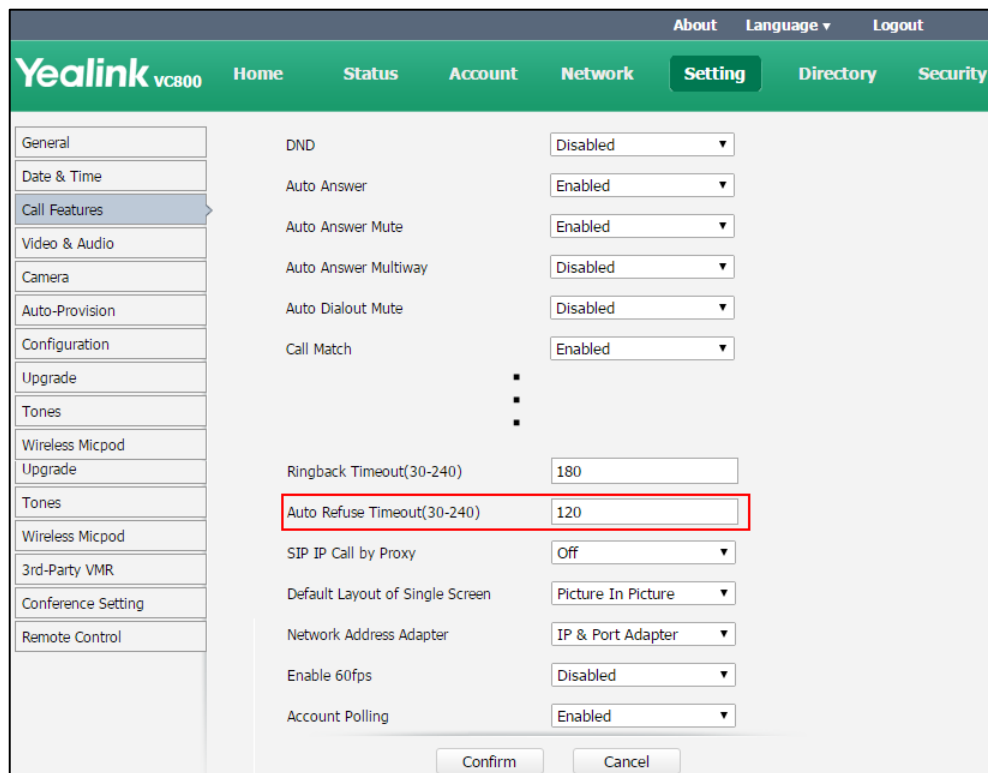 About Language ▾ Logout
Yealink VC800 Home Status Account Network Setting Directory Security
General
Date & Time
Call Features
Video & Audio
Camera
Auto-Provision
Configuration
Upgrade
Tones
Wireless Micpod
Upgrade
Tones
Wireless Micpod
3rd-Party VMR
Conference Setting
Remote Control
DND Disabled
Auto Answer Enabled
Auto Answer Mute Enabled
Auto Answer Multiway Disabled
Auto Dialout Mute Disabled
Call Match Enabled
Ringback Timeout(30-240) 180
Auto Refuse Timeout(30-240) 120
SIP IP Call by Proxy Off
Default Layout of Single Screen Picture In Picture
Network Address Adapter IP & Port Adapter
Enable 60fps Disabled
Account Polling Enabled
Confirm Cancel